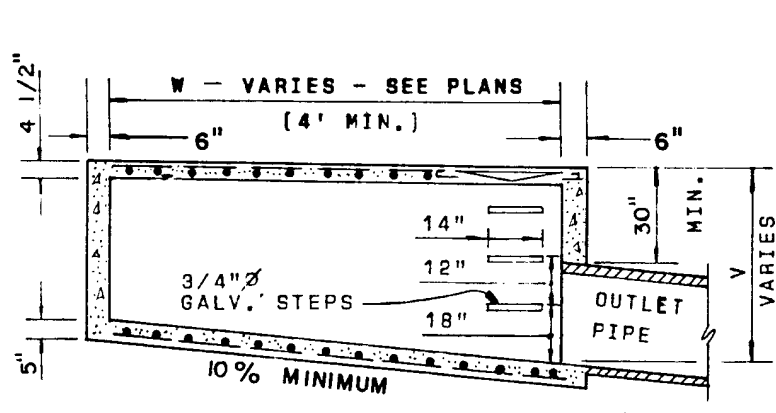 W — VARIES - SEE PLANS
(4' MIN.)
4 1/2"
6"
6"
14"
12"
18"
3/4"Ø
GALV.' STEPS
30"
MIN.
V
VARIES
OUTLET
PIPE
5"
10% MINIMUM